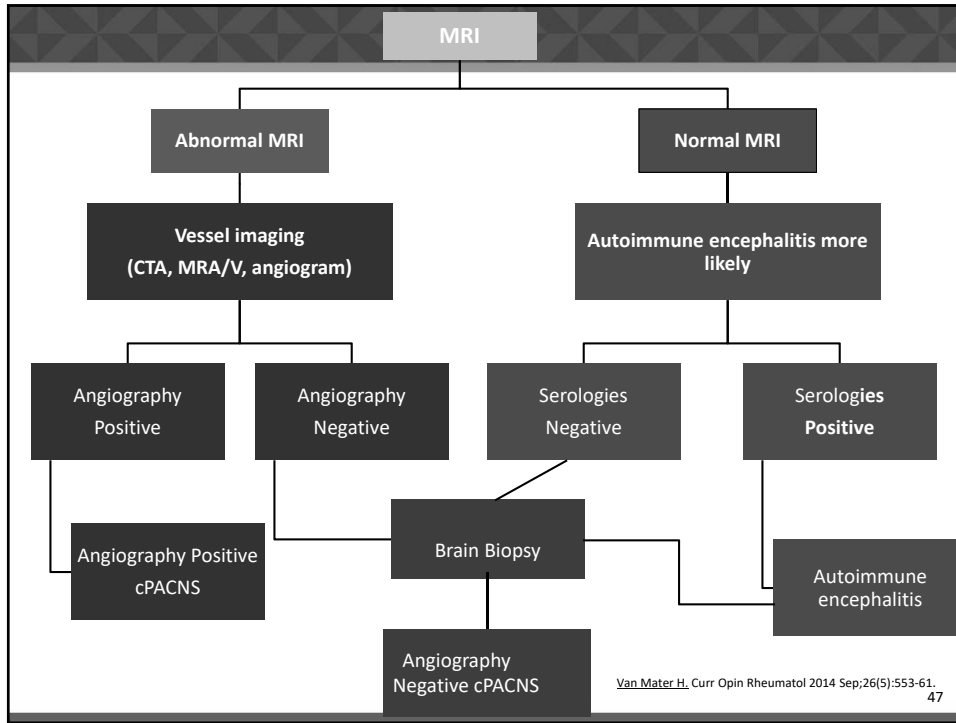 MRI
Abnormal MRI
Normal MRI
Vessel imaging
(CTA, MRA/V, angiogram)
Autoimmune encephalitis more
likely
Angiography
Positive
Angiography
Negative
Serologies
Negative
Serologies
Positive
Angiography Positive
cPACNS
Brain Biopsy
Autoimmune
encephalitis
Angiography
Negative cPACNS
Van Mater H. Curr Opin Rheumatol 2014 Sep;26(5):553-61.
47